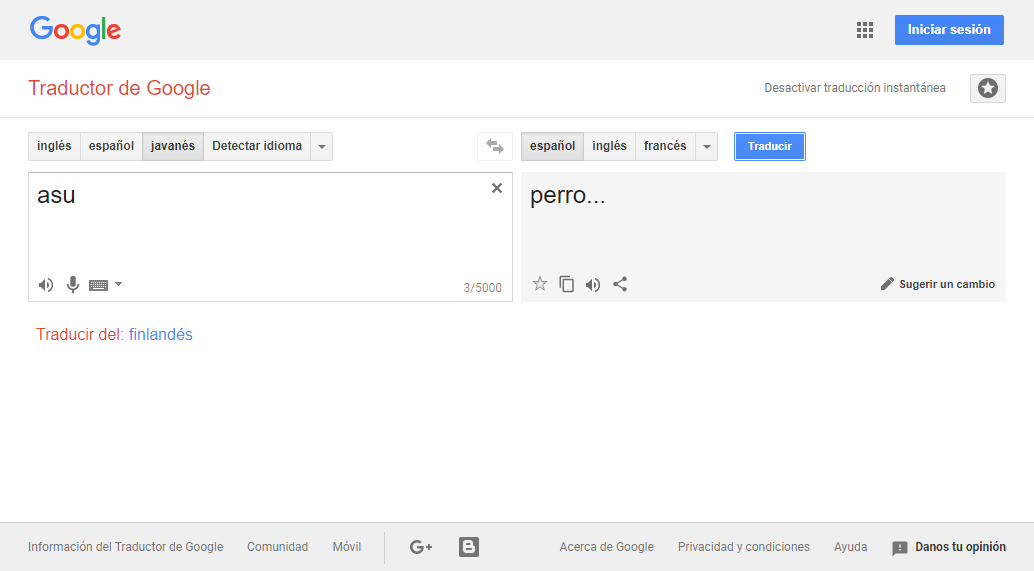 Google
Iniciar sesión
Traductor de Google
Desactivar traducción instantánea
inglés español javanés Detectar idioma
español inglés francés Traducir
asu
perro...
3/5000
Sugerir un cambio
Traducir del: finlandés
Información del Traductor de Google Comunidad Móvil G+ B Acerca de Google Privacidad y condiciones Ayuda Danos tu opinión